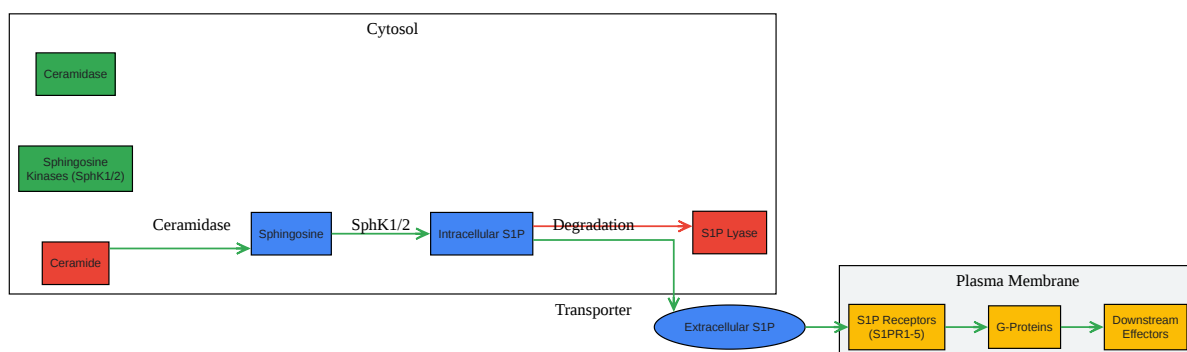 Cytosol
Ceramidase
Sphingosine
Kinases (SphK1/2)
Ceramidase
SphK1/2
Degradation
Ceramide
Sphingosine
Intracellular S1P
S1P Lyase
Transporter
Extracellular S1P
Plasma Membrane
S1P Receptors
(S1PR1-5)
G-Proteins
Downstream
Effectors